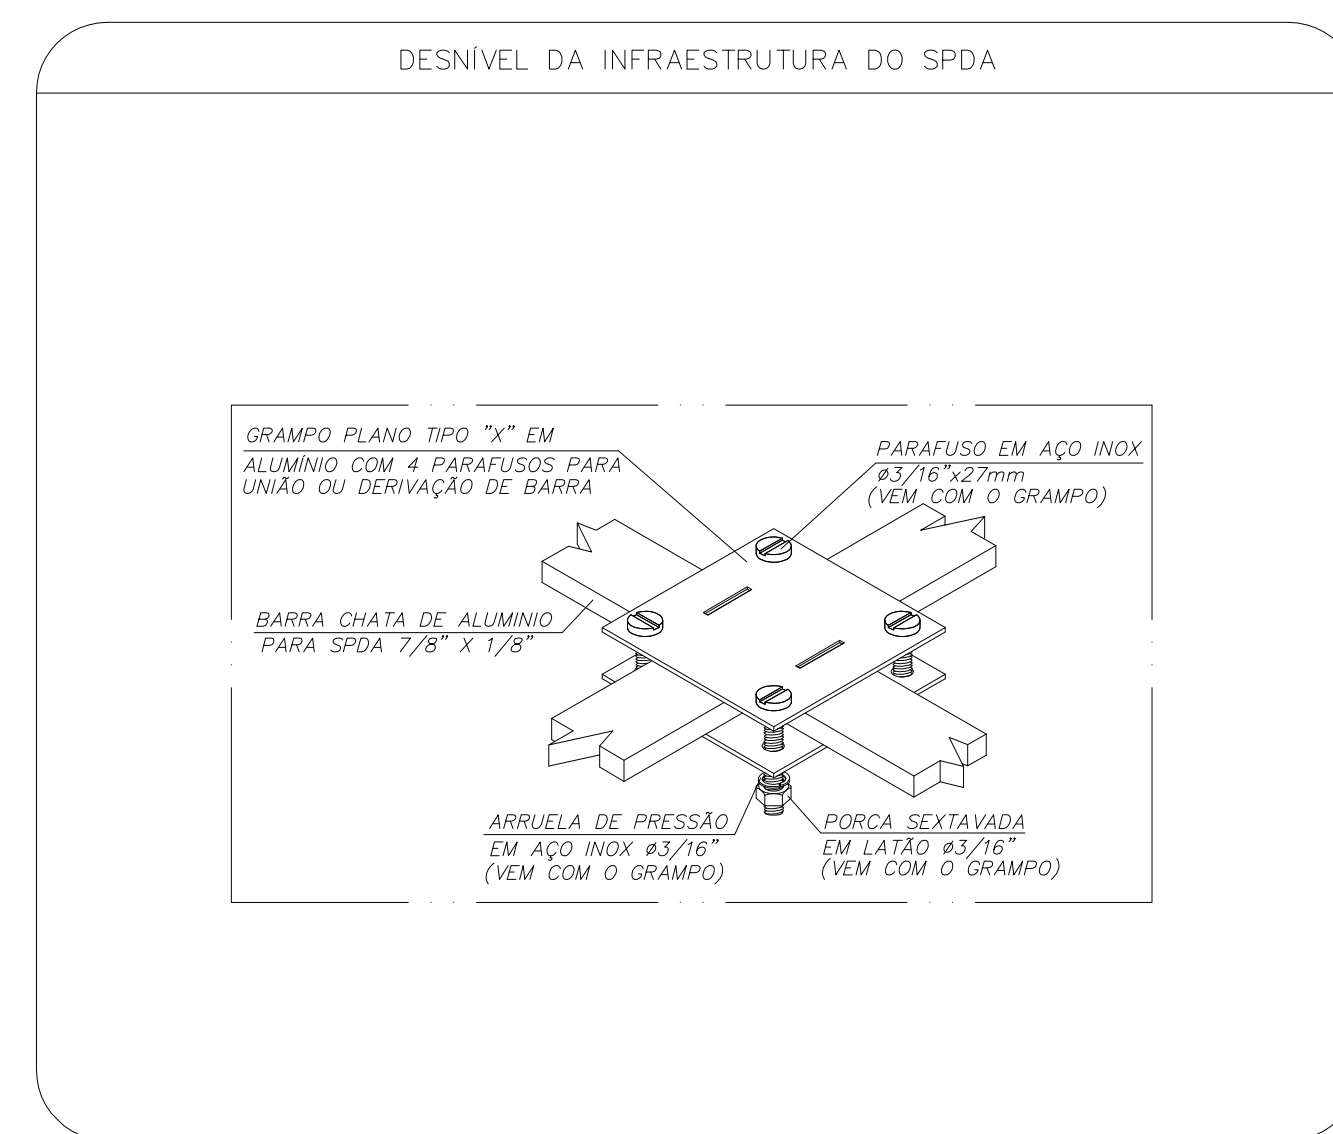 DESNÍVEL DA INFRAESTRUTURA DO SPDA
GRAMPO PLANO TIPO ”X” EM
ALUMÍNIO COM 4 PARAFUSOS PARA
UNIÃO OU DERIVAÇÃO DE BARRA
PARAFUSO EM AÇO INOX
ø3/16”x27mm
(VEM COM O GRAMPO)
BARRA CHATA DE ALUMINIO
PARA SPDA 7/8” X 1/8”
ARRUELA DE PRESSÃO
EM AÇO INOX ø3/16”
(VEM COM O GRAMPO)
PORCA SEXTAVADA
EM LATÃO ø3/16”
(VEM COM O GRAMPO)